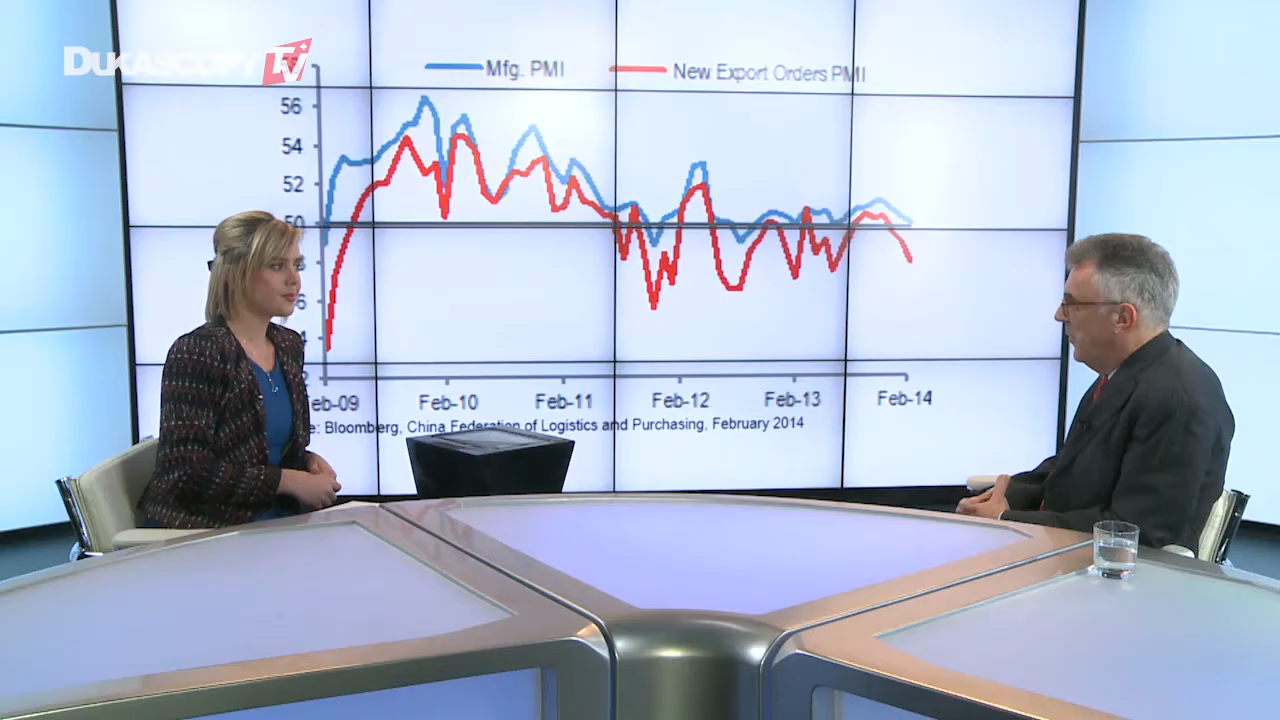 DUKASCOPY TV
Mfg. PMI New Export Orders PMI
56
54
52
50
Feb-10 Feb-11 Feb-12 Feb-13 Feb-14
Bloomberg, China Federation of Logistics and Purchasing, February 2014